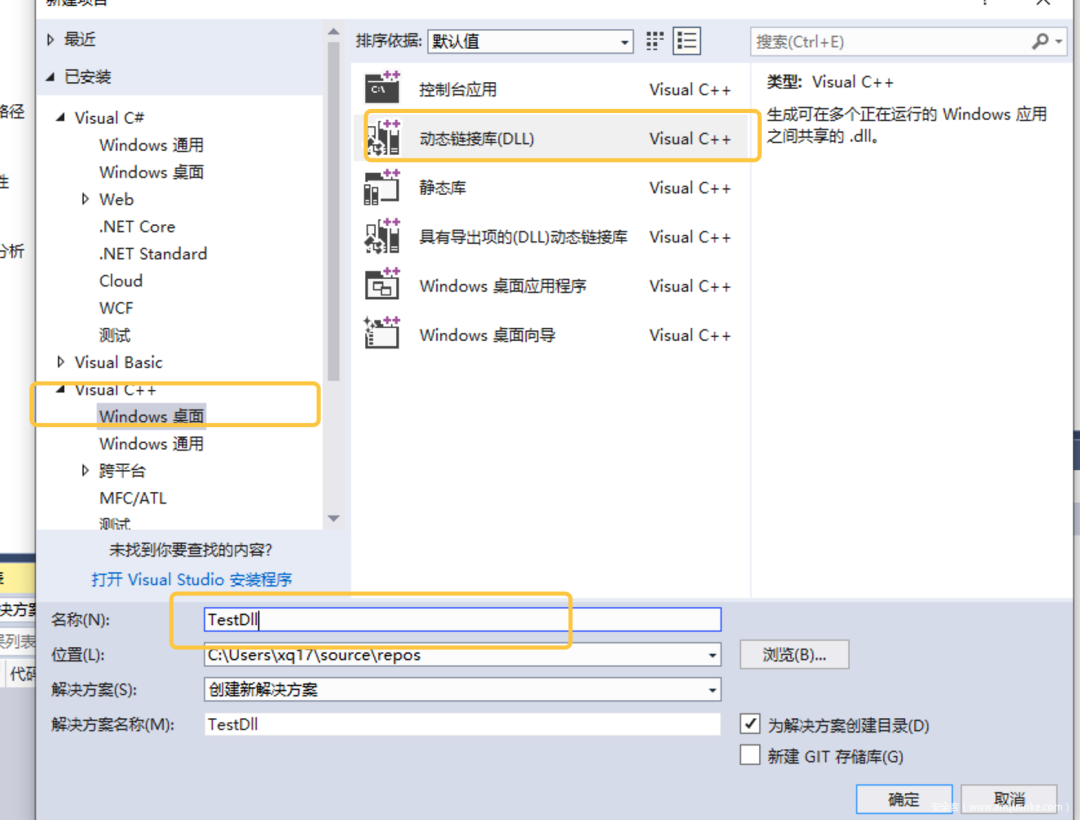 新建项目
? ×
最近
已安装
Visual C#
Windows 通用
Windows 桌面
Web
.NET Core
.NET Standard
Cloud
WCF
测试
Visual Basic
Visual C++
Windows 桌面
Windows 通用
跨平台
MFC/ATL
测试
未找到你要查找的内容?
打开 Visual Studio 安装程序
排序依据: 默认值
控制台应用 Visual C++
动态链接库(DLL) Visual C++
静态库 Visual C++
具有导出项的(DLL)动态链接库 Visual C++
Windows 桌面应用程序 Visual C++
Windows 桌面向导 Visual C++
搜索(Ctrl+E)
类型: Visual C++
生成可在多个正在运行的 Windows 应用
之间共享的 .dll。
路径
性
分析
决方案
果列表
代码
名称(N): TestDll
位置(L): C:\Users\xq17\source\repos
浏览(B)...
解决方案(S): 创建新解决方案
解决方案名称(M): TestDll
为解决方案创建目录(D)
新建 GIT 存储库(G)
确定 取消